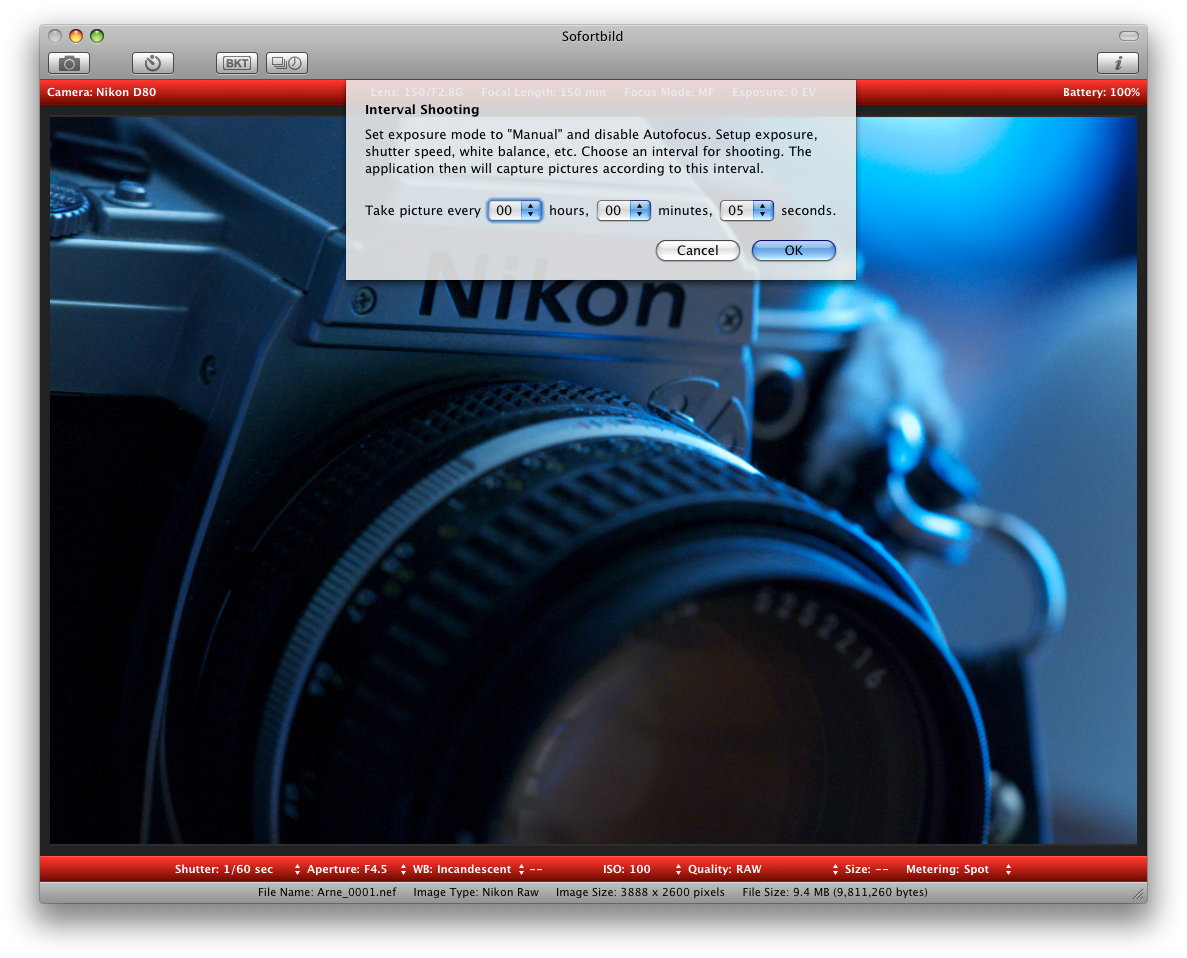 Sofortbild
BKT
i
Camera: Nikon D80
Lens: 150/F2.8G Focal Length: 150 mm Focus Mode: MF Exposure: 0 EV
Battery: 100%
Interval Shooting
Set exposure mode to "Manual" and disable Autofocus. Setup exposure,
shutter speed, white balance, etc. Choose an interval for shooting. The
application then will capture pictures according to this interval.
Take picture every 00 hours, 00 minutes, 05 seconds.
Cancel OK
Nikon
5252216
Shutter: 1/60 sec Aperture: F4.5 WB: Incandescent -- ISO: 100 Quality: RAW Size: -- Metering: Spot
File Name: Arne_0001.nef Image Type: Nikon Raw Image Size: 3888 x 2600 pixels File Size: 9.4 MB (9,811,260 bytes)